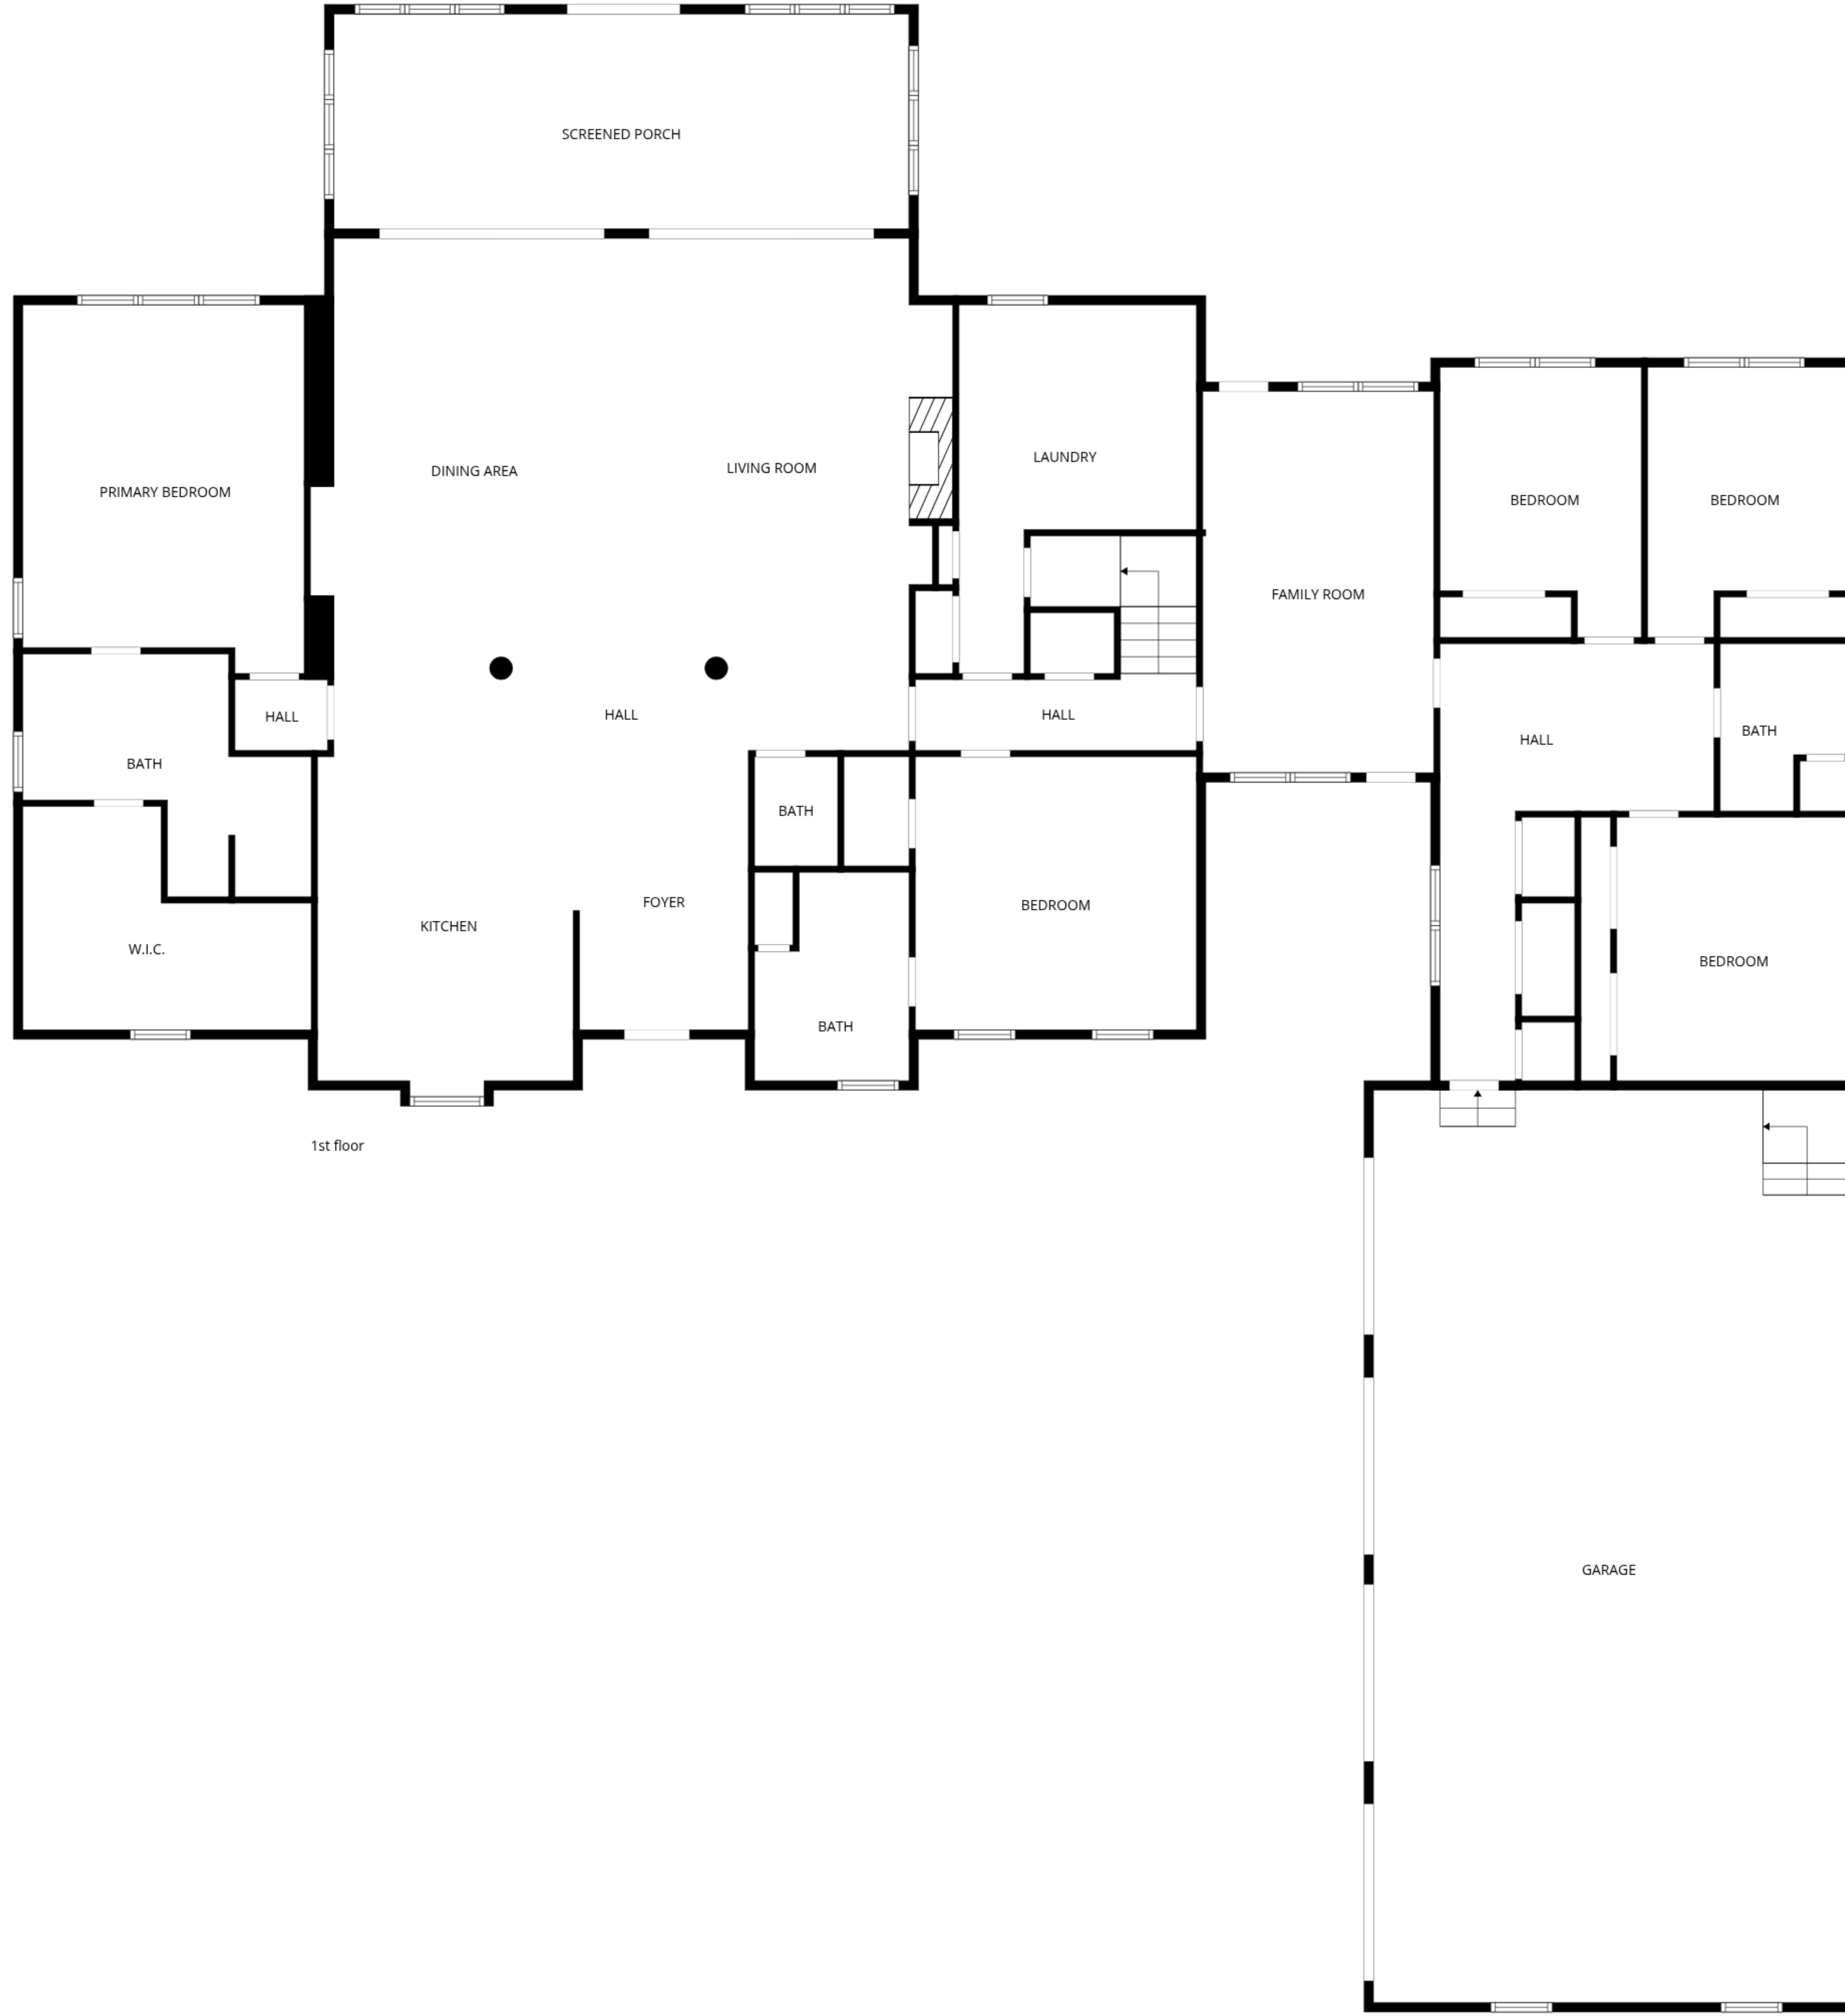 SCREENED PORCH
PRIMARY BEDROOM
DINING AREA
LIVING ROOM
LAUNDRY
FAMILY ROOM
BEDROOM
BEDROOM
HALL
HALL
HALL
HALL
BATH
BATH
BATH
W.I.C.
KITCHEN
FOYER
BATH
BEDROOM
BEDROOM
1st floor
GARAGE